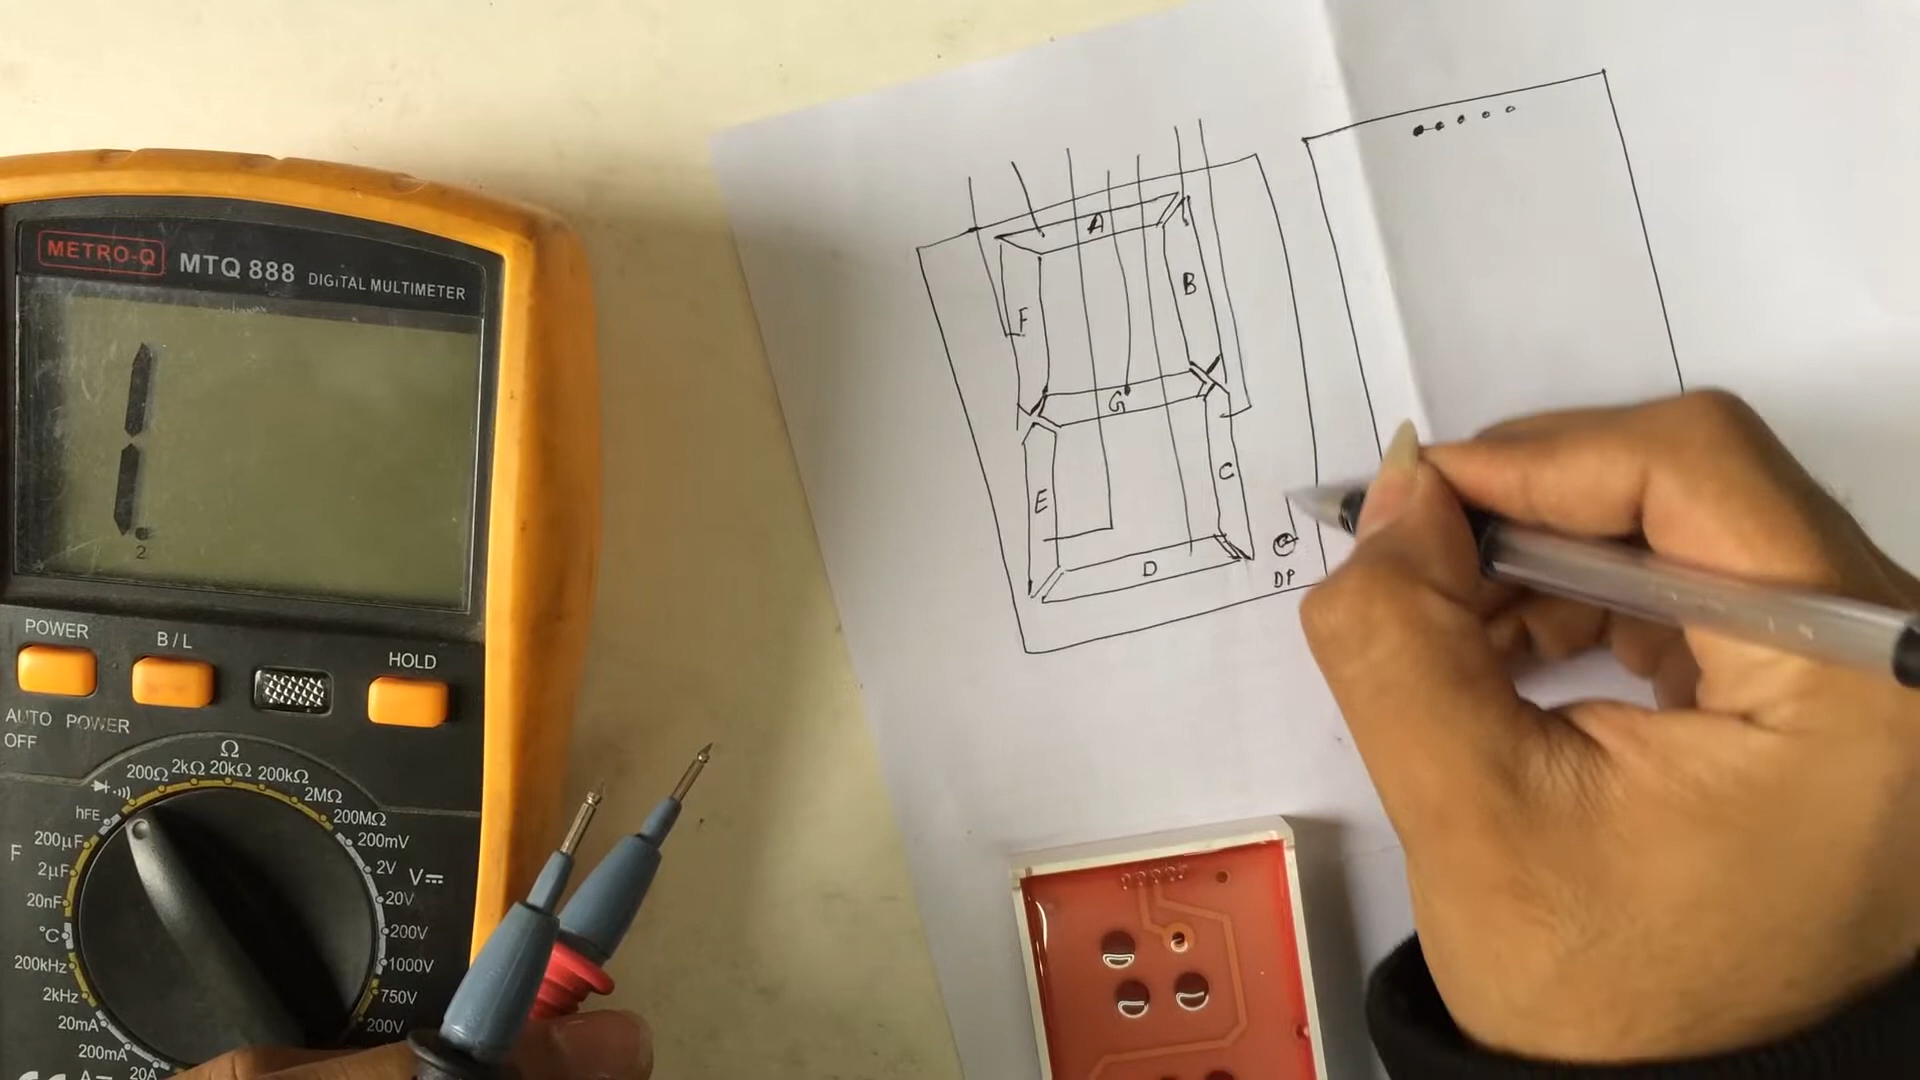 METRO-Q MTQ 888 DIGITAL MULTIMETER
1.
2
POWER
B / L
HOLD
AUTO POWER
OFF
Ω
200Ω 2kΩ 20kΩ 200kΩ
2MΩ
200MΩ
hFE
200µF
F
2µF
20nF
°C
200kHz
2kHz
20mA
200mA
20A
A
200mV
2V
V
20V
200V
1000V
750V
200V
A
B
F
G
E
C
D
DP